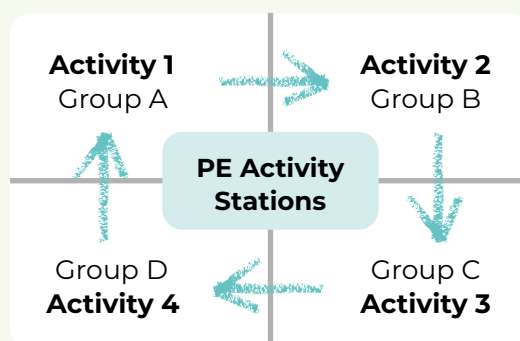 Activity 1
Group A
Activity 2
Group B
PE Activity
Stations
Group D
Activity 4
Group C
Activity 3